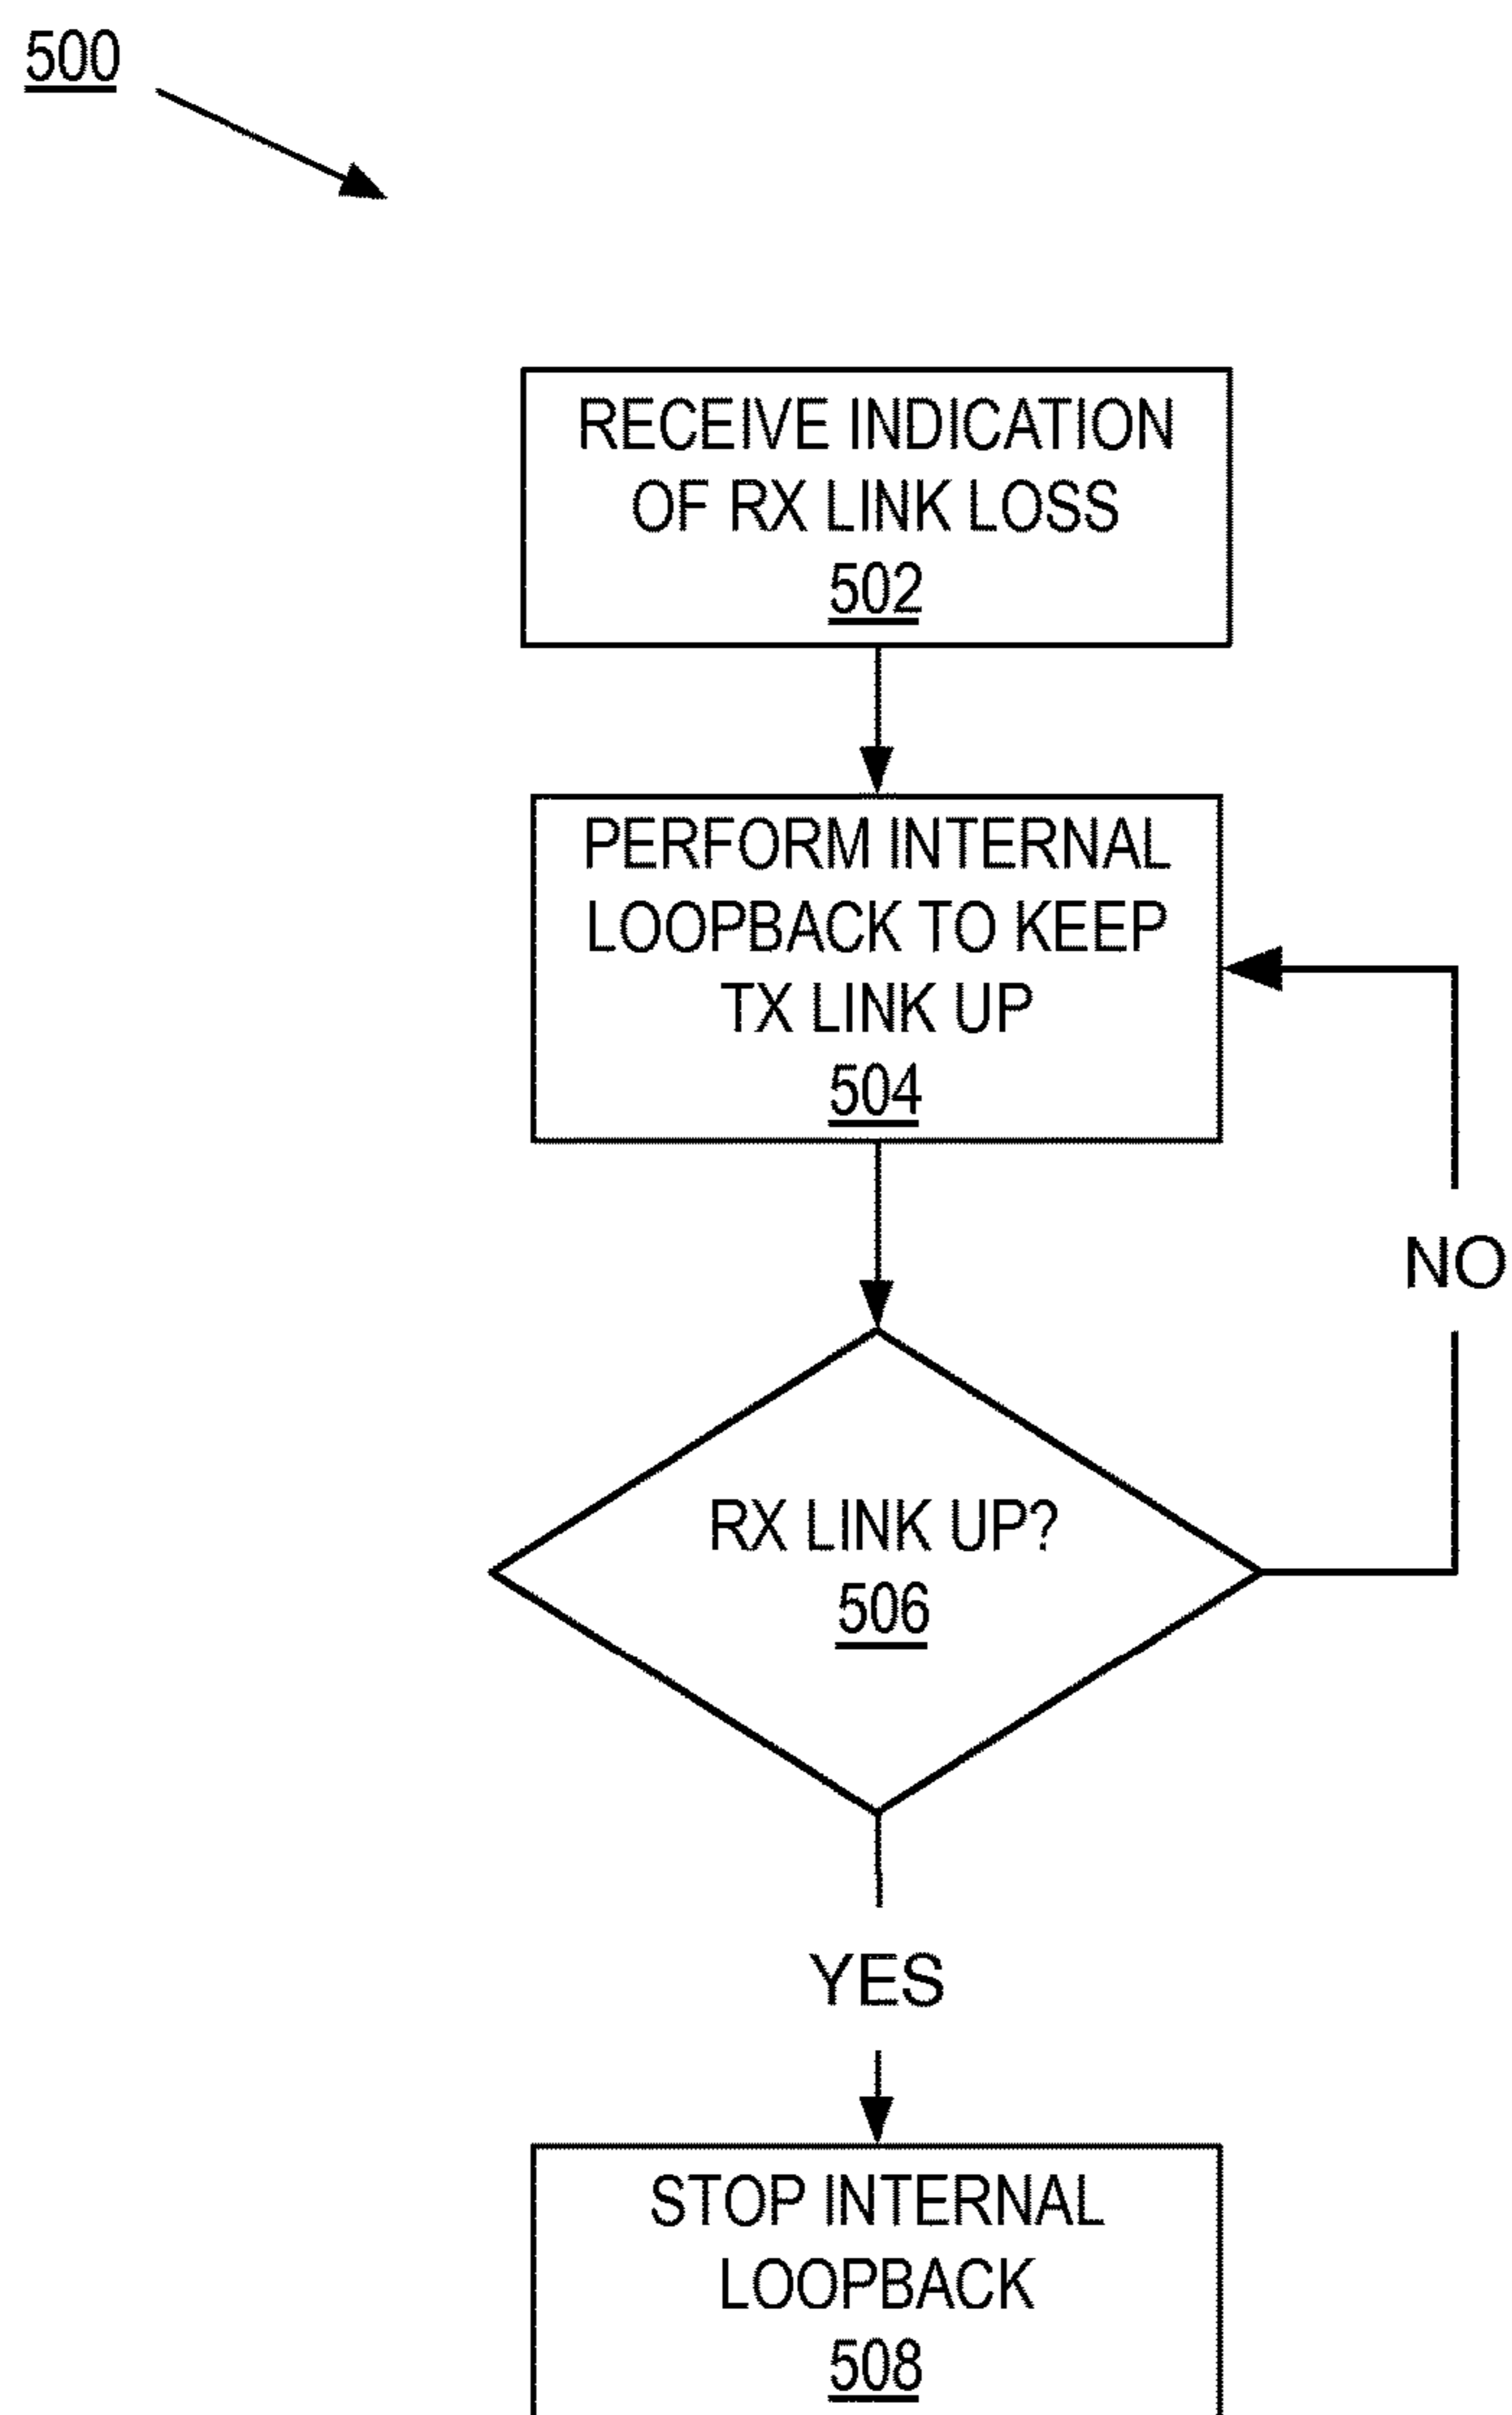 500
RECEIVE INDICATION
OF RX LINK LOSS
502
PERFORM INTERNAL
LOOPBACK TO KEEP
TX LINK UP
504
NO
RX LINK UP?
506
YES
STOP INTERNAL
LOOPBACK
508